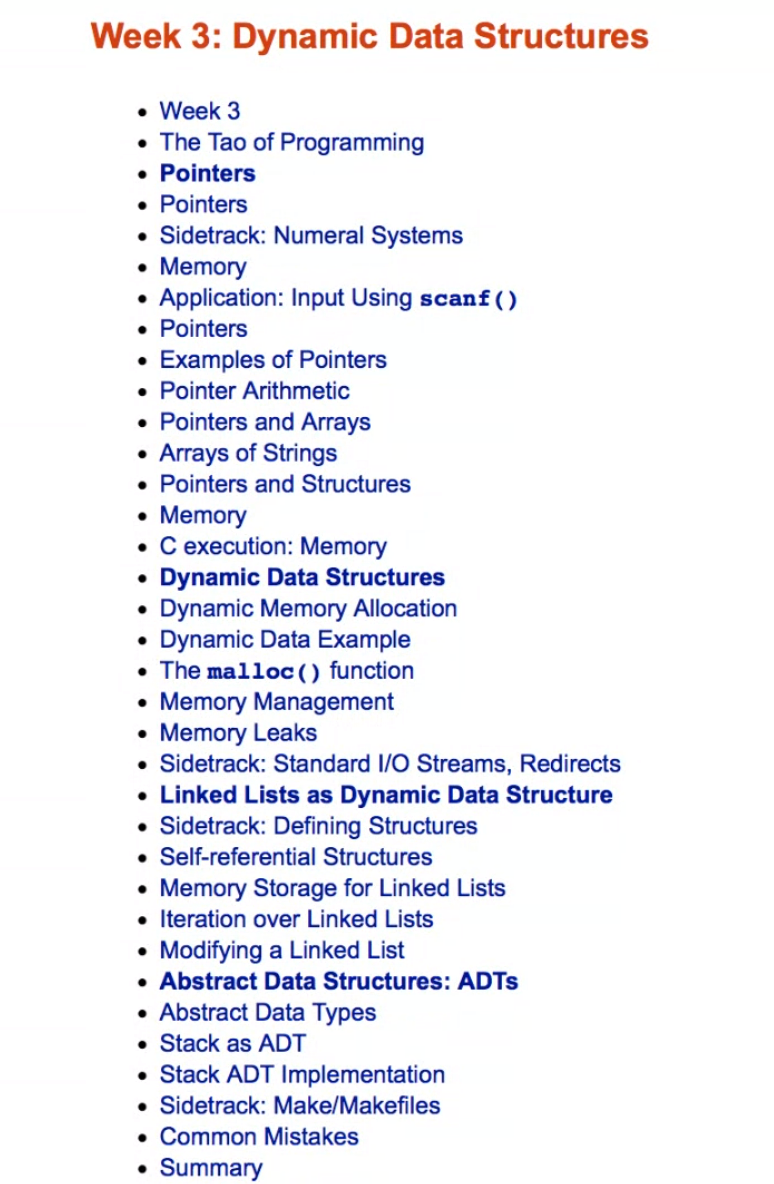 Week 3: Dynamic Data Structures
Week 3
The Tao of Programming
Pointers
Pointers
Sidetrack: Numeral Systems
Memory
Application: Input Using scanf()
Pointers
Examples of Pointers
Pointer Arithmetic
Pointers and Arrays
Arrays of Strings
Pointers and Structures
Memory
C execution: Memory
Dynamic Data Structures
Dynamic Memory Allocation
Dynamic Data Example
The malloc() function
Memory Management
Memory Leaks
Sidetrack: Standard I/O Streams, Redirects
Linked Lists as Dynamic Data Structure
Sidetrack: Defining Structures
Self-referential Structures
Memory Storage for Linked Lists
Iteration over Linked Lists
Modifying a Linked List
Abstract Data Structures: ADTs
Abstract Data Types
Stack as ADT
Stack ADT Implementation
Sidetrack: Make/Makefiles
Common Mistakes
Summary